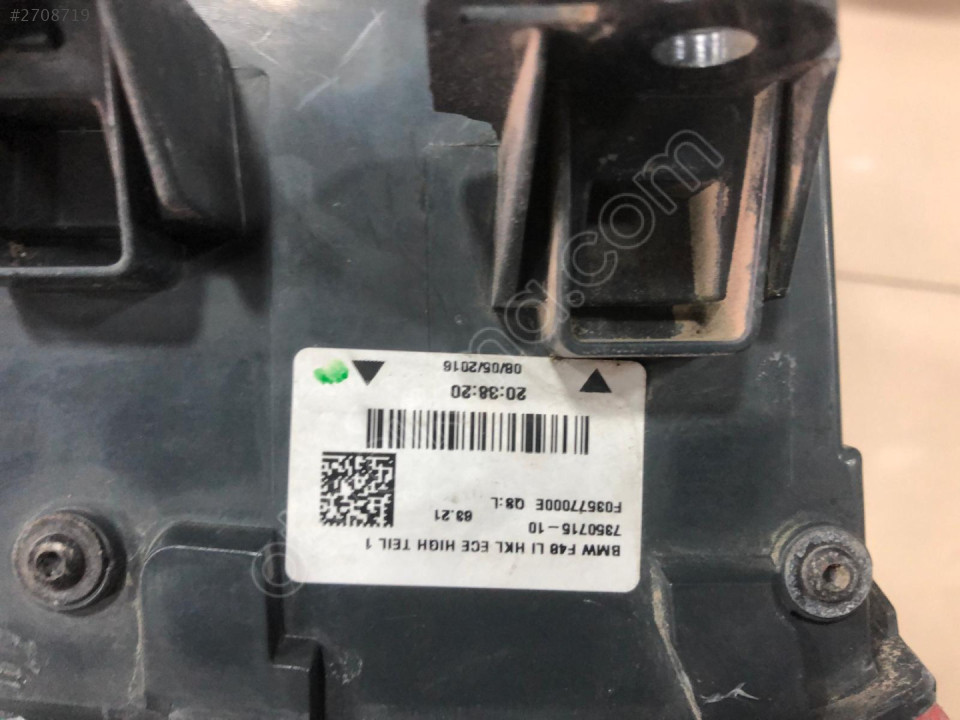 #2708719
BMW F48 LI HKL ECE HIGH TEIL 1
7350715-10 63.21
F03577000E QS:L
20:38:20
08/05/2016